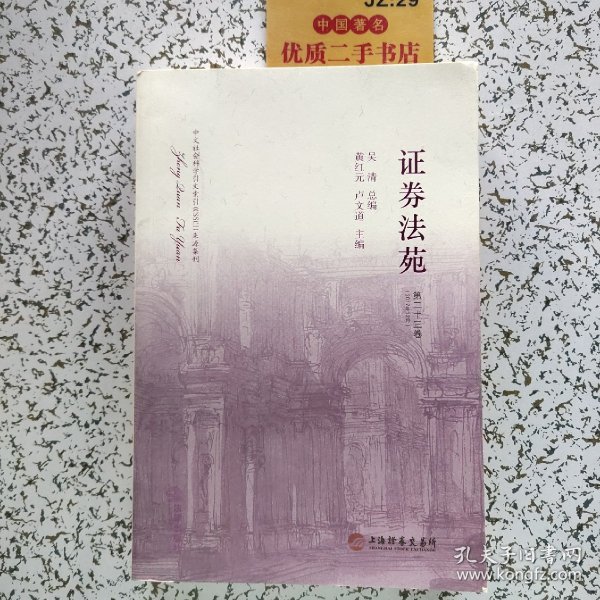 JZ.29
中国著名
优质二手书店
证券法苑
第二十三卷
吴清 总编
黄红元 卢文道 主编
中文社会科学引文索引(CSSCI)来源集刊
Zheng Quan Fa Yuan
上海證券交易所
SHANGHAI STOCK EXCHANGE
孔夫子旧书网
www.kongfz.com